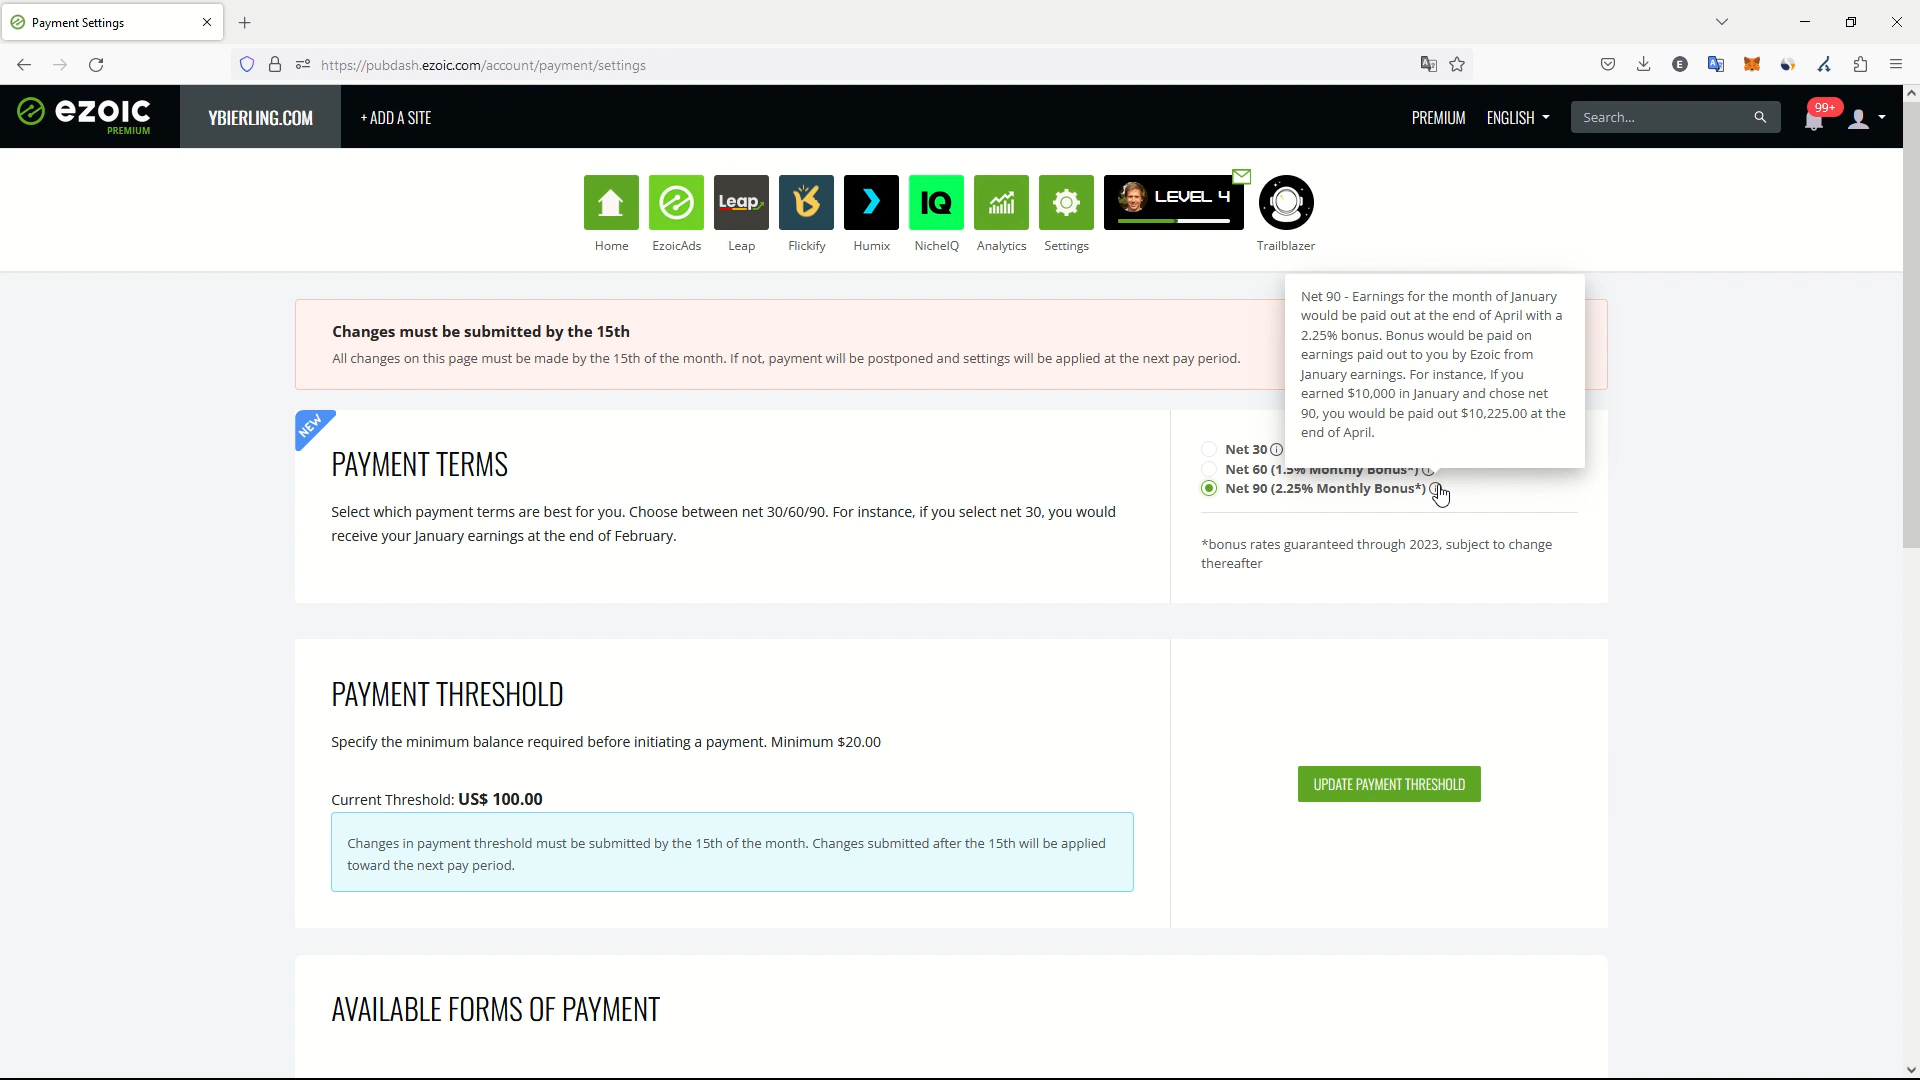 Payment Settings
https://pubdash.ezoic.com/account/payment/settings
ezoic
PREMIUM
YBIERLING.COM
+ ADD A SITE
PREMIUM
ENGLISH
Search...
99+
Leap
IQ
LEVEL 4
Home
EzoicAds
Leap
Flickify
Humix
NicheIQ
Analytics
Settings
Trailblazer
Changes must be submitted by the 15th
All changes on this page must be made by the 15th of the month. If not, payment will be postponed and settings will be applied at the next pay period.
Net 90 - Earnings for the month of January
would be paid out at the end of April with a
2.25% bonus. Bonus would be paid on
earnings paid out to you by Ezoic from
January earnings. For instance, If you
earned $10,000 in January and chose net
90, you would be paid out $10,225.00 at the
end of April.
NEW
PAYMENT TERMS
Select which payment terms are best for you. Choose between net 30/60/90. For instance, if you select net 30, you would
receive your January earnings at the end of February.
Net 30
Net 60 (1.5% Monthly Bonus*)
Net 90 (2.25% Monthly Bonus*)
*bonus rates guaranteed through 2023, subject to change
thereafter
PAYMENT THRESHOLD
Specify the minimum balance required before initiating a payment. Minimum $20.00
Current Threshold: US$ 100.00
Changes in payment threshold must be submitted by the 15th of the month. Changes submitted after the 15th will be applied
toward the next pay period.
UPDATE PAYMENT THRESHOLD
AVAILABLE FORMS OF PAYMENT